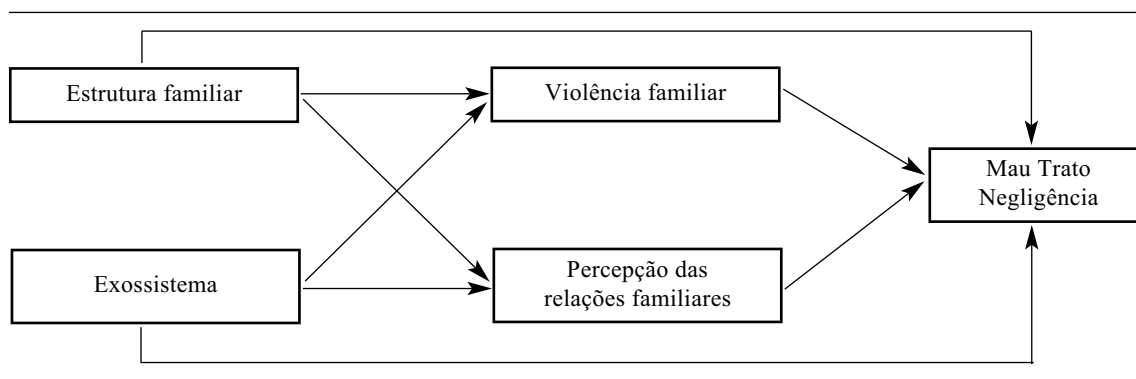 Estrutura familiar
Violência familiar
Mau Trato
Negligência
Exossistema
Percepção das
relações familiares